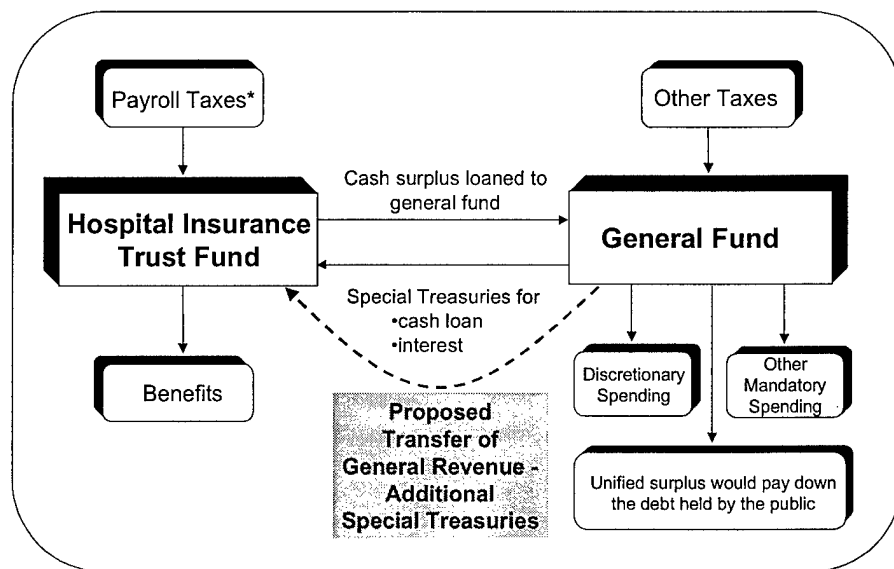 Payroll Taxes*
Other Taxes
Cash surplus loaned to
general fund
Hospital Insurance
Trust Fund
General Fund
Special Treasuries for
•cash loan
•interest
Benefits
Discretionary
Spending
Other
Mandatory
Spending
Proposed
Transfer of
General Revenue -
Additional
Special Treasuries
Unified surplus would pay down
the debt held by the public